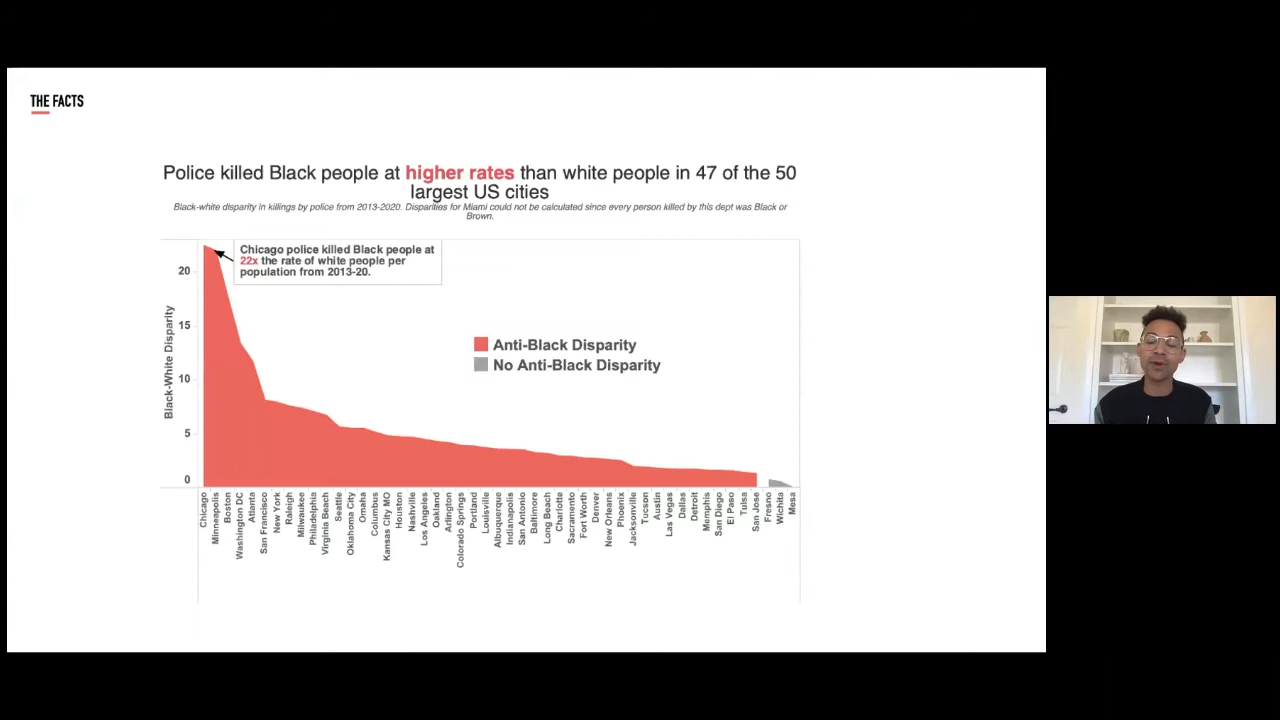 THE FACTS
Police killed Black people at higher rates than white people in 47 of the 50
largest US cities
Black-white disparity in killings by police from 2013-2020. Disparities for Miami could not be calculated since every person killed by this dept was Black or
Brown.
Chicago police killed Black people at
22x the rate of white people per
population from 2013-20.
20
15
10
5
0
Black-White Disparity
Anti-Black Disparity
No Anti-Black Disparity
Chicago
Minneapolis
Boston
Washington DC
Atlanta
San Francisco
New York
Raleigh
Milwaukee
Philadelphia
Virginia Beach
Seattle
Oklahoma City
Omaha
Columbus
Kansas City MO
Houston
Nashville
Los Angeles
Oakland
Arlington
Colorado Springs
Portland
Louisville
Albuquerque
Indianapolis
San Antonio
Baltimore
Long Beach
Charlotte
Sacramento
Fort Worth
Denver
New Orleans
Phoenix
Jacksonville
Tucson
Austin
Las Vegas
Dallas
Detroit
Memphis
San Diego
El Paso
Tulsa
San Jose
Fresno
Wichita
Mesa